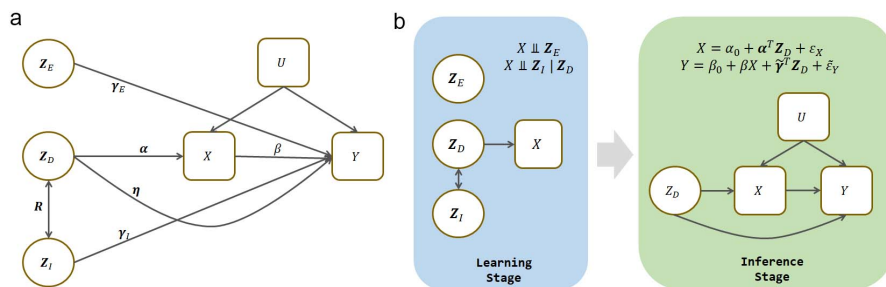 a
Z_E
U
γ_E
Z_D
α
X
β
Y
η
R
γ_I
Z_I
b
X ⫫ Z_E
X ⫫ Z_I | Z_D
Z_E
Z_D
X
Z_I
Learning
Stage
X = α_0 + α^T Z_D + ε_X
Y = β_0 + βX + γ̃^T Z_D + ε̃_Y
U
Z_D
X
Y
Inference
Stage